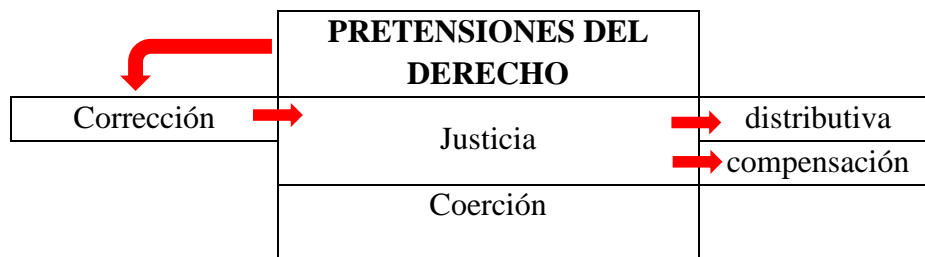 PRETENSIONES DEL
DERECHO
Corrección
Justicia
distributiva
compensación
Coerción